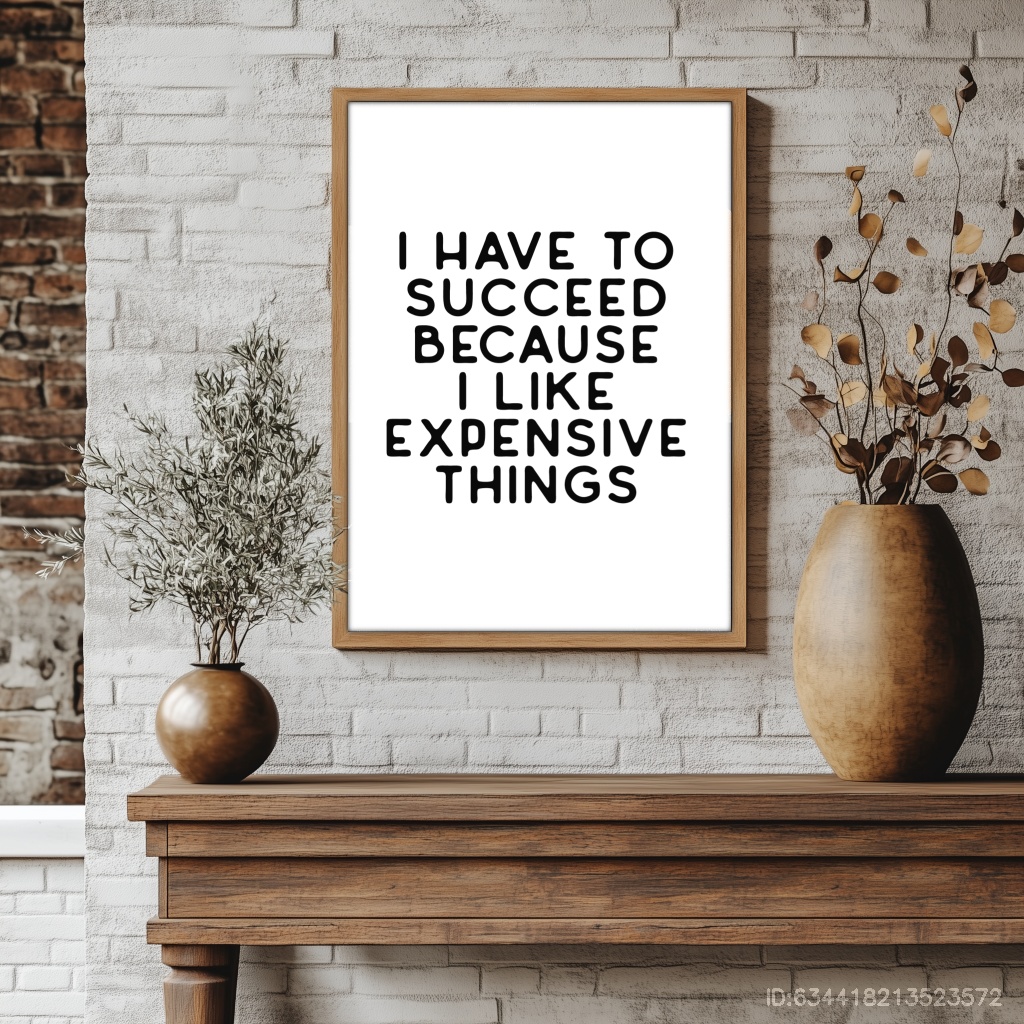 I HAVE TO
SUCCEED
BECAUSE
I LIKE
EXPENSIVE
THINGS
ID:634418213523572